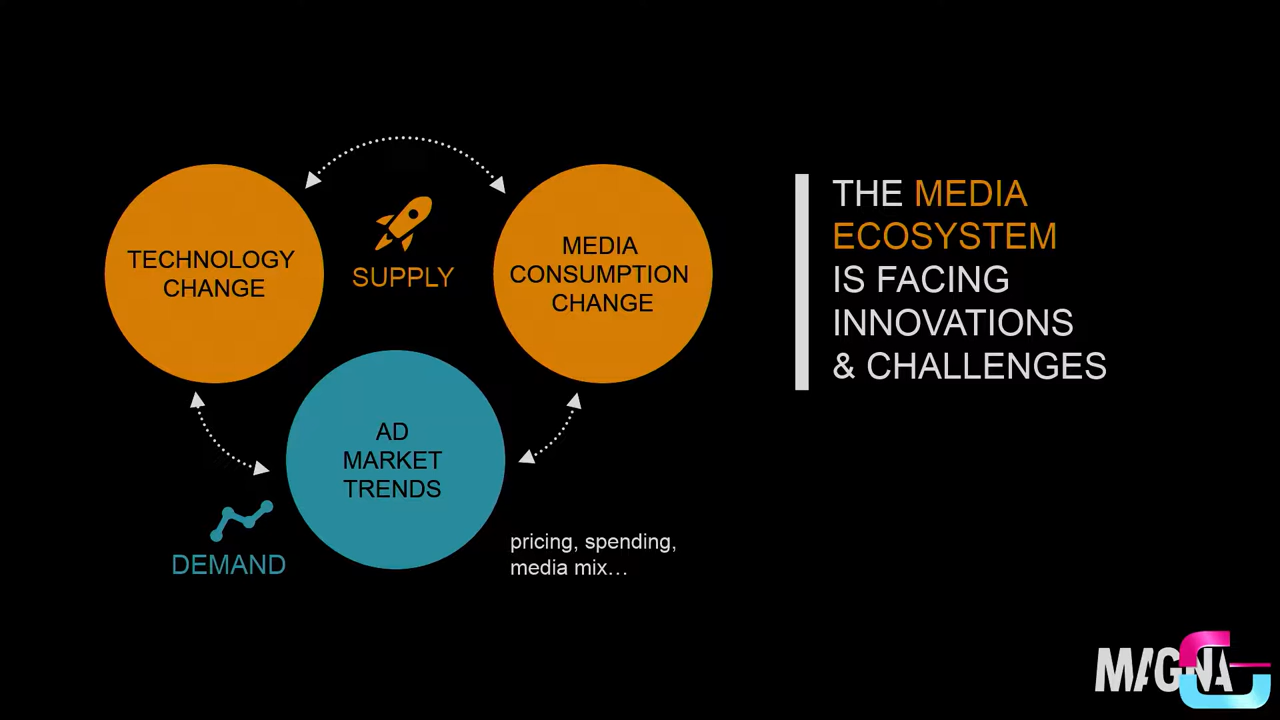 TECHNOLOGY
CHANGE
SUPPLY
MEDIA
CONSUMPTION
CHANGE
AD
MARKET
TRENDS
DEMAND
pricing, spending,
media mix…
THE MEDIA
ECOSYSTEM
IS FACING
INNOVATIONS
& CHALLENGES
MAGNA